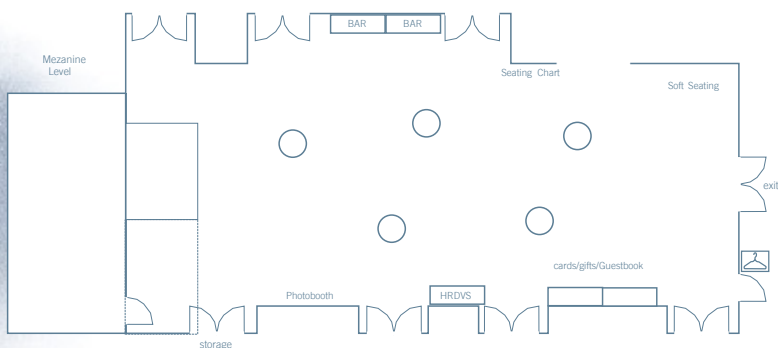 BAR BAR
Mezanine
Level
Seating Chart
Soft Seating
exit
cards/gifts/Guestbook
Photobooth
HRDVS
storage